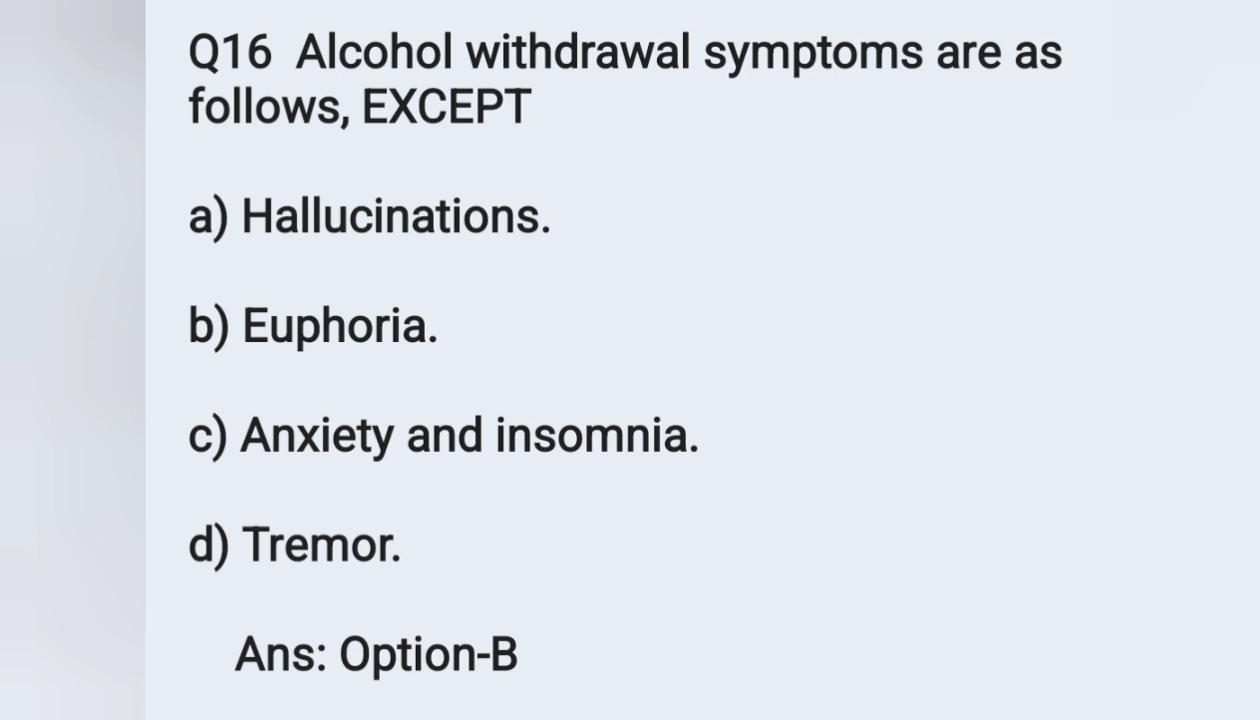 Q16 Alcohol withdrawal symptoms are as
follows, EXCEPT
a) Hallucinations.
b) Euphoria.
c) Anxiety and insomnia.
d) Tremor.
Ans: Option-B